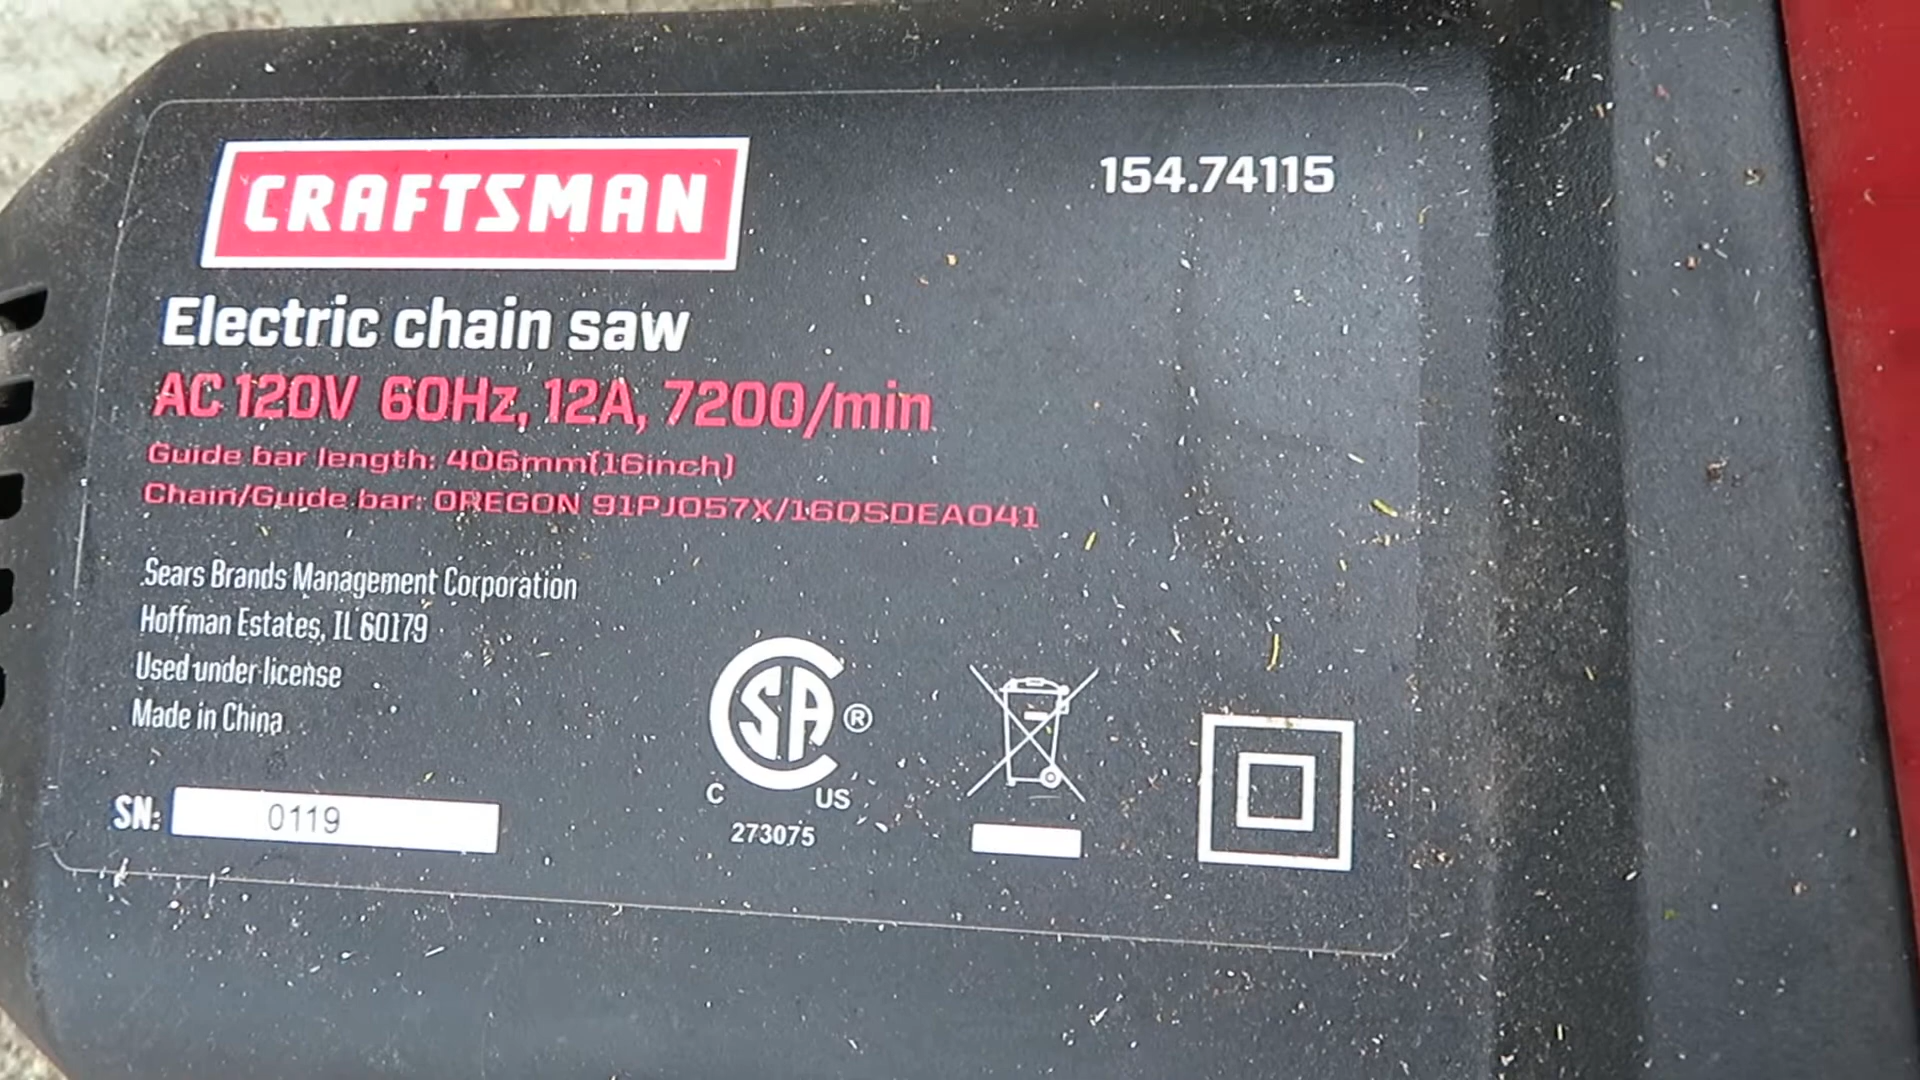 CRAFTSMAN
154.74115
Electric chain saw
AC 120V 60Hz, 12A, 7200/min
Guide bar length: 406mm(16inch)
Chain/Guide bar: OREGON 91PJ057X/160SDEA041
Sears Brands Management Corporation
Hoffman Estates, IL 60179
Used under license
Made in China
SN: 0119
SA ®
C US
273075